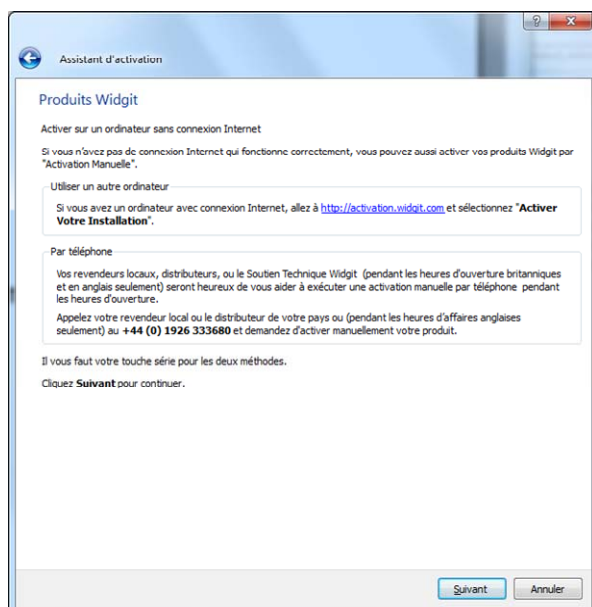 Assistant d'activation
Produits Widgit
Activer sur un ordinateur sans connexion Internet
Si vous n'avez pas de connexion Internet qui fonctionne correctement, vous pouvez aussi activer vos produits Widgit par
"Activation Manuelle".
Utiliser un autre ordinateur
Si vous avez un ordinateur avec connexion Internet, allez à http://activation.widgit.com et sélectionnez "Activer
Votre Installation".
Par téléphone
Vos revendeurs locaux, distributeurs, ou le Soutien Technique Widgit (pendant les heures d'ouverture britanniques
et en anglais seulement) seront heureux de vous aider à exécuter une activation manuelle par téléphone pendant
les heures d'ouverture.
Appelez votre revendeur local ou le distributeur de votre pays ou (pendant les heures d'affaires anglaises
seulement) au +44 (0) 1926 333680 et demandez d'activer manuellement votre produit.
Il vous faut votre touche série pour les deux méthodes.
Cliquez Suivant pour continuer.
Suivant Annuler